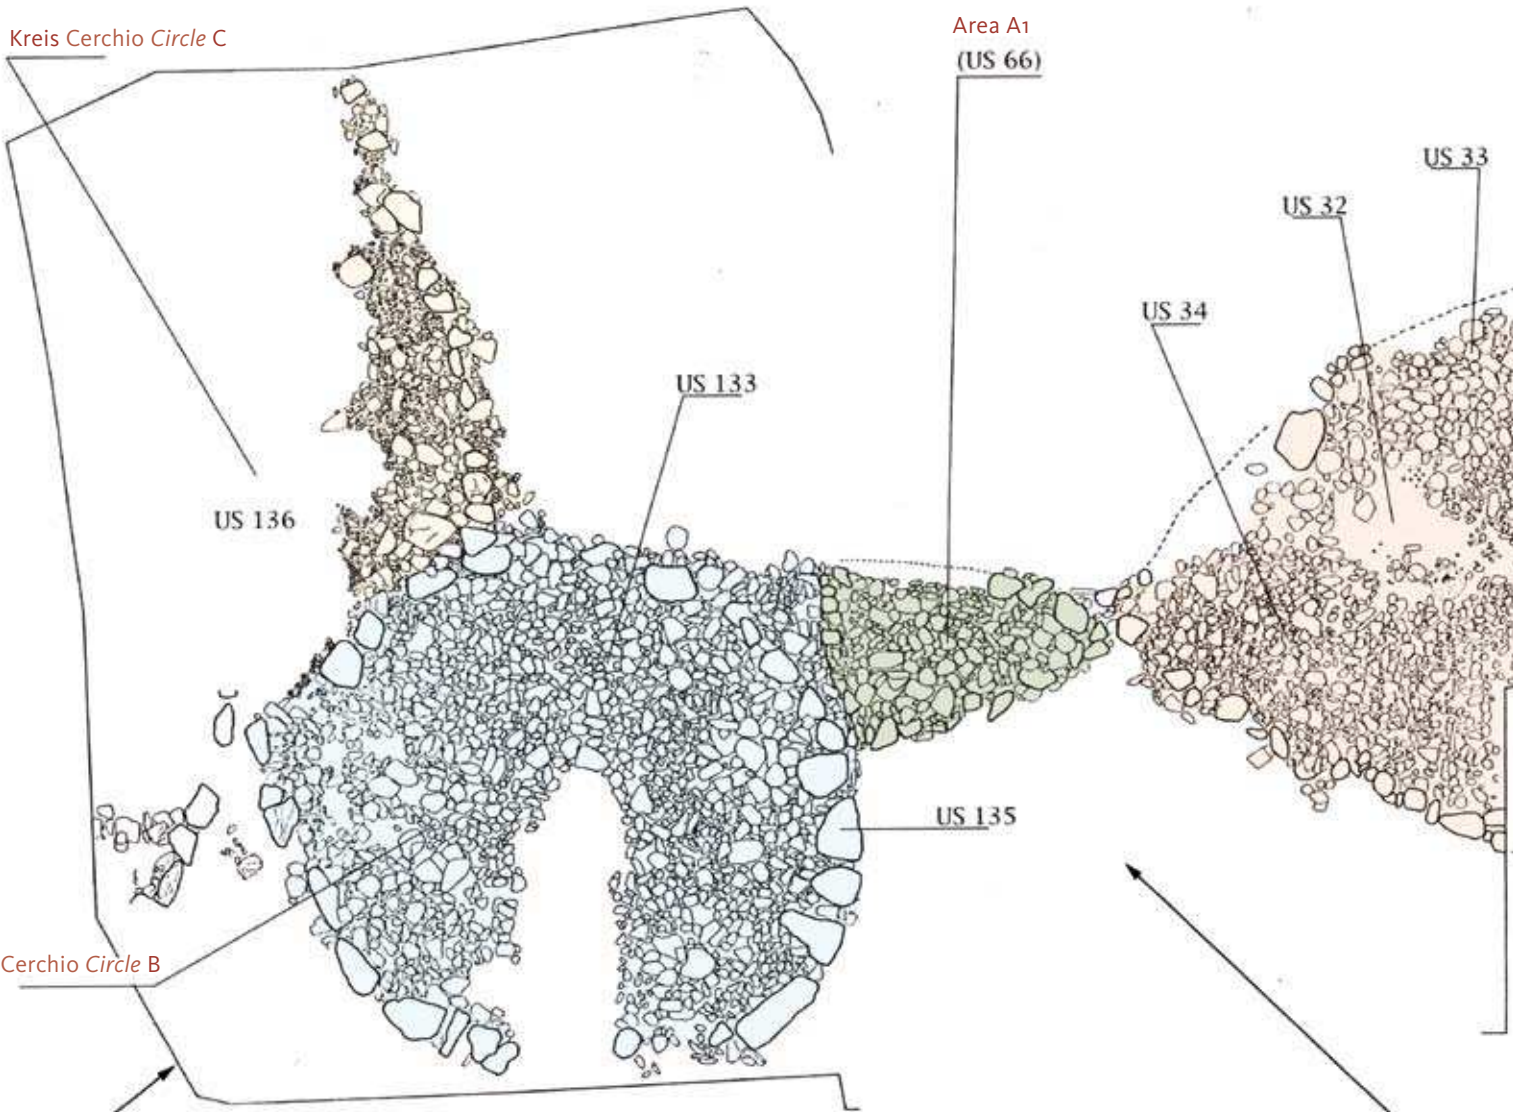 Kreis Cerchio Circle C
Area A1
(US 66)
US 33
US 32
US 34
US 133
US 136
US 135
Cerchio Circle B